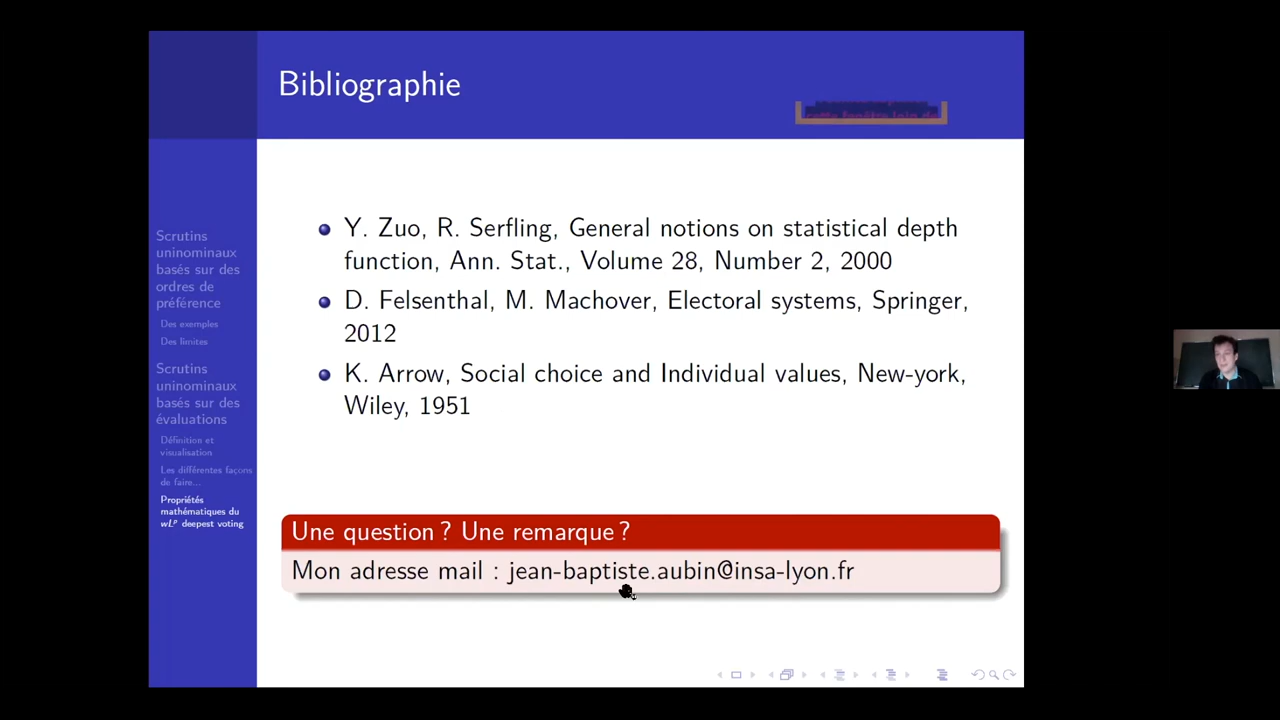 Bibliographie
Scrutins
uninominaux
basés sur des
ordres de
préférence
Des exemples
Des limites
Scrutins
uninominaux
basés sur des
évaluations
Définition et
visualisation
Les différentes façons
de faire...
Propriétés
mathématiques du
wLᵖ deepest voting
Y. Zuo, R. Serfling, General notions on statistical depth
function, Ann. Stat., Volume 28, Number 2, 2000
D. Felsenthal, M. Machover, Electoral systems, Springer,
2012
K. Arrow, Social choice and Individual values, New-york,
Wiley, 1951
Une question ? Une remarque ?
Mon adresse mail : jean-baptiste.aubin@insa-lyon.fr